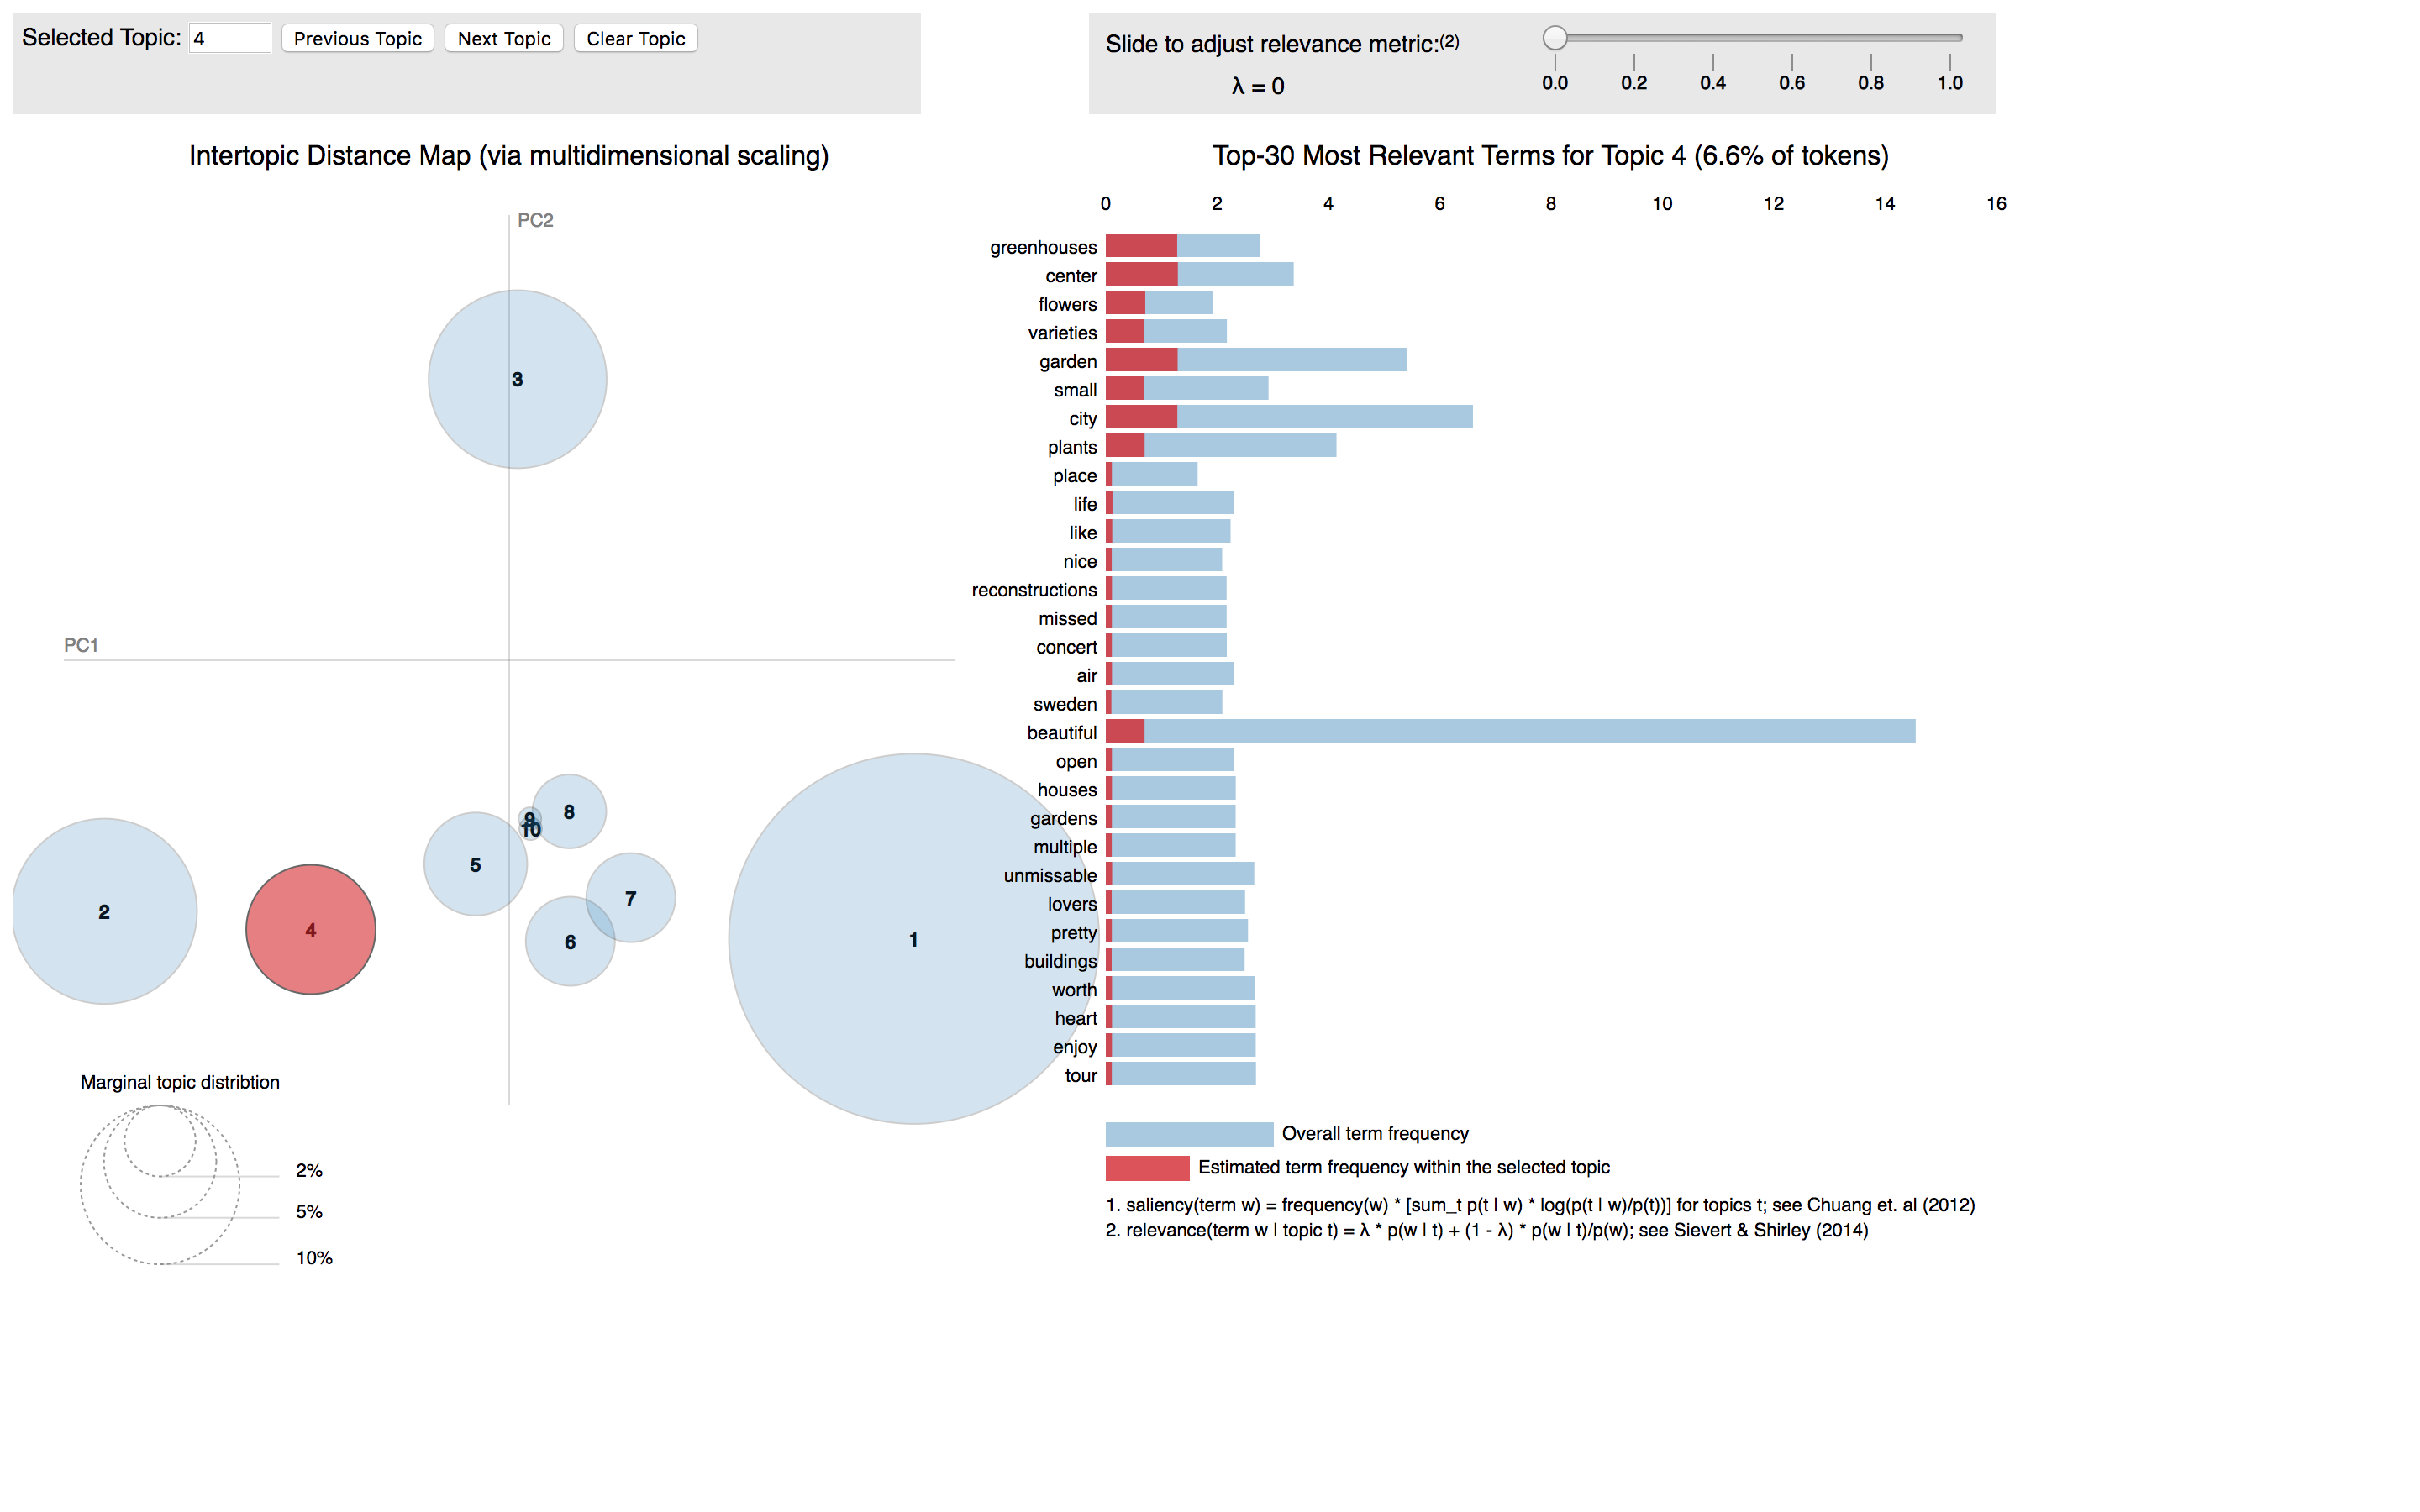 Selected Topic: 4 Previous Topic Next Topic Clear Topic
Slide to adjust relevance metric:(2)
λ = 0
0.0 0.2 0.4 0.6 0.8 1.0
Intertopic Distance Map (via multidimensional scaling)
PC2
PC1
3
8
9
10
5
7
2
4
6
1
Marginal topic distribtion
2%
5%
10%
Top-30 Most Relevant Terms for Topic 4 (6.6% of tokens)
0 2 4 6 8 10 12 14 16
greenhouses
center
flowers
varieties
garden
small
city
plants
place
life
like
nice
reconstructions
missed
concert
air
sweden
beautiful
open
houses
gardens
multiple
unmissable
lovers
pretty
buildings
worth
heart
enjoy
tour
Overall term frequency
Estimated term frequency within the selected topic
1. saliency(term w) = frequency(w) * [sum_t p(t | w) * log(p(t | w)/p(t))] for topics t; see Chuang et. al (2012)
2. relevance(term w | topic t) = λ * p(w | t) + (1 - λ) * p(w | t)/p(w); see Sievert & Shirley (2014)